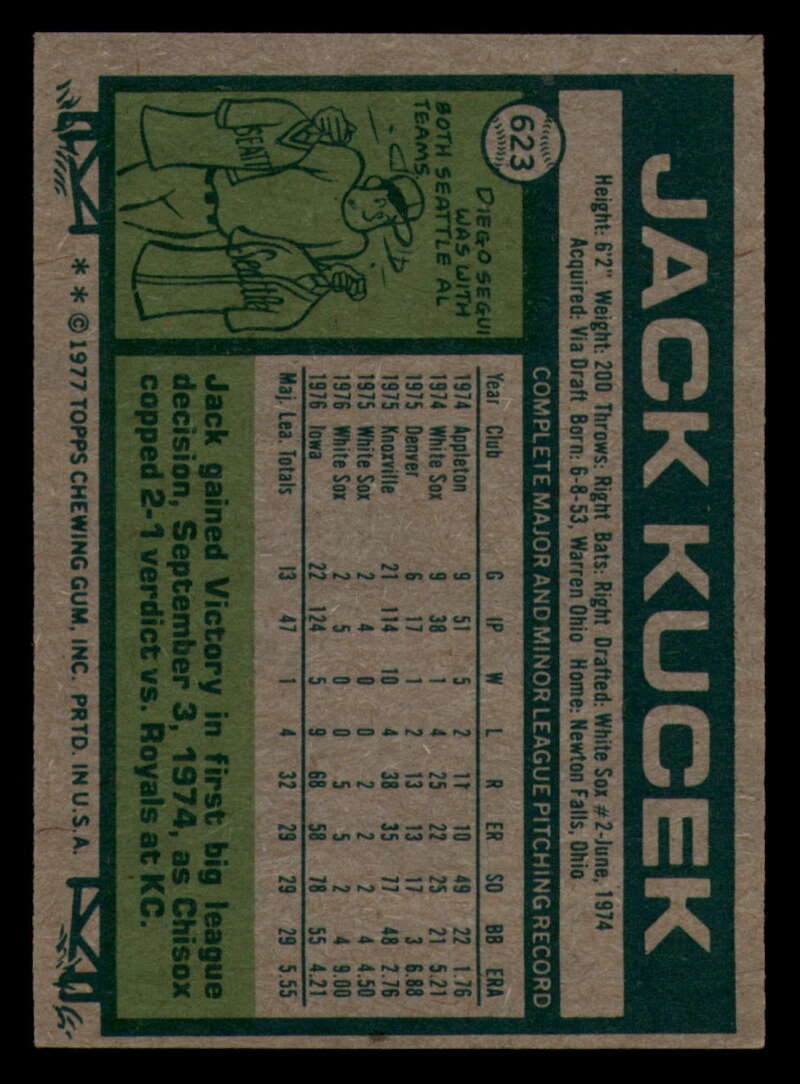 623
JACK KUCEK
Height: 6'2" Weight: 200 Throws: Right Bats: Right Drafted: White Sox #2-June, 1974
Acquired: Via Draft Born: 6-8-53, Warren Ohio Home: Newton Falls, Ohio
COMPLETE MAJOR AND MINOR LEAGUE PITCHING RECORD
Year Club G IP W L R ER SO BB ERA
1974 Appleton 9 51 5 2 11 10 49 22 1.76
1974 White Sox 9 38 1 4 25 22 25 21 5.21
1975 Denver 6 17 1 2 13 13 17 3 6.88
1975 Knoxville 21 114 10 4 38 35 77 48 2.76
1975 White Sox 2 4 0 0 2 2 2 4 4.50
1976 White Sox 2 5 0 0 5 5 2 4 9.00
1976 Iowa 22 124 5 9 68 58 78 55 4.21
Maj. Lea. Totals 13 47 1 4 32 29 29 29 5.55
DIEGO SEGUI
WAS WITH
BOTH SEATTLE AL
TEAMS.
SEATTL
Seattle
Jack gained Victory in first big league
decision, September 3, 1974, as Chisox
copped 2-1 verdict vs. Royals at KC.
* * © 1977 TOPPS CHEWING GUM, INC. PRTD. IN U.S.A.